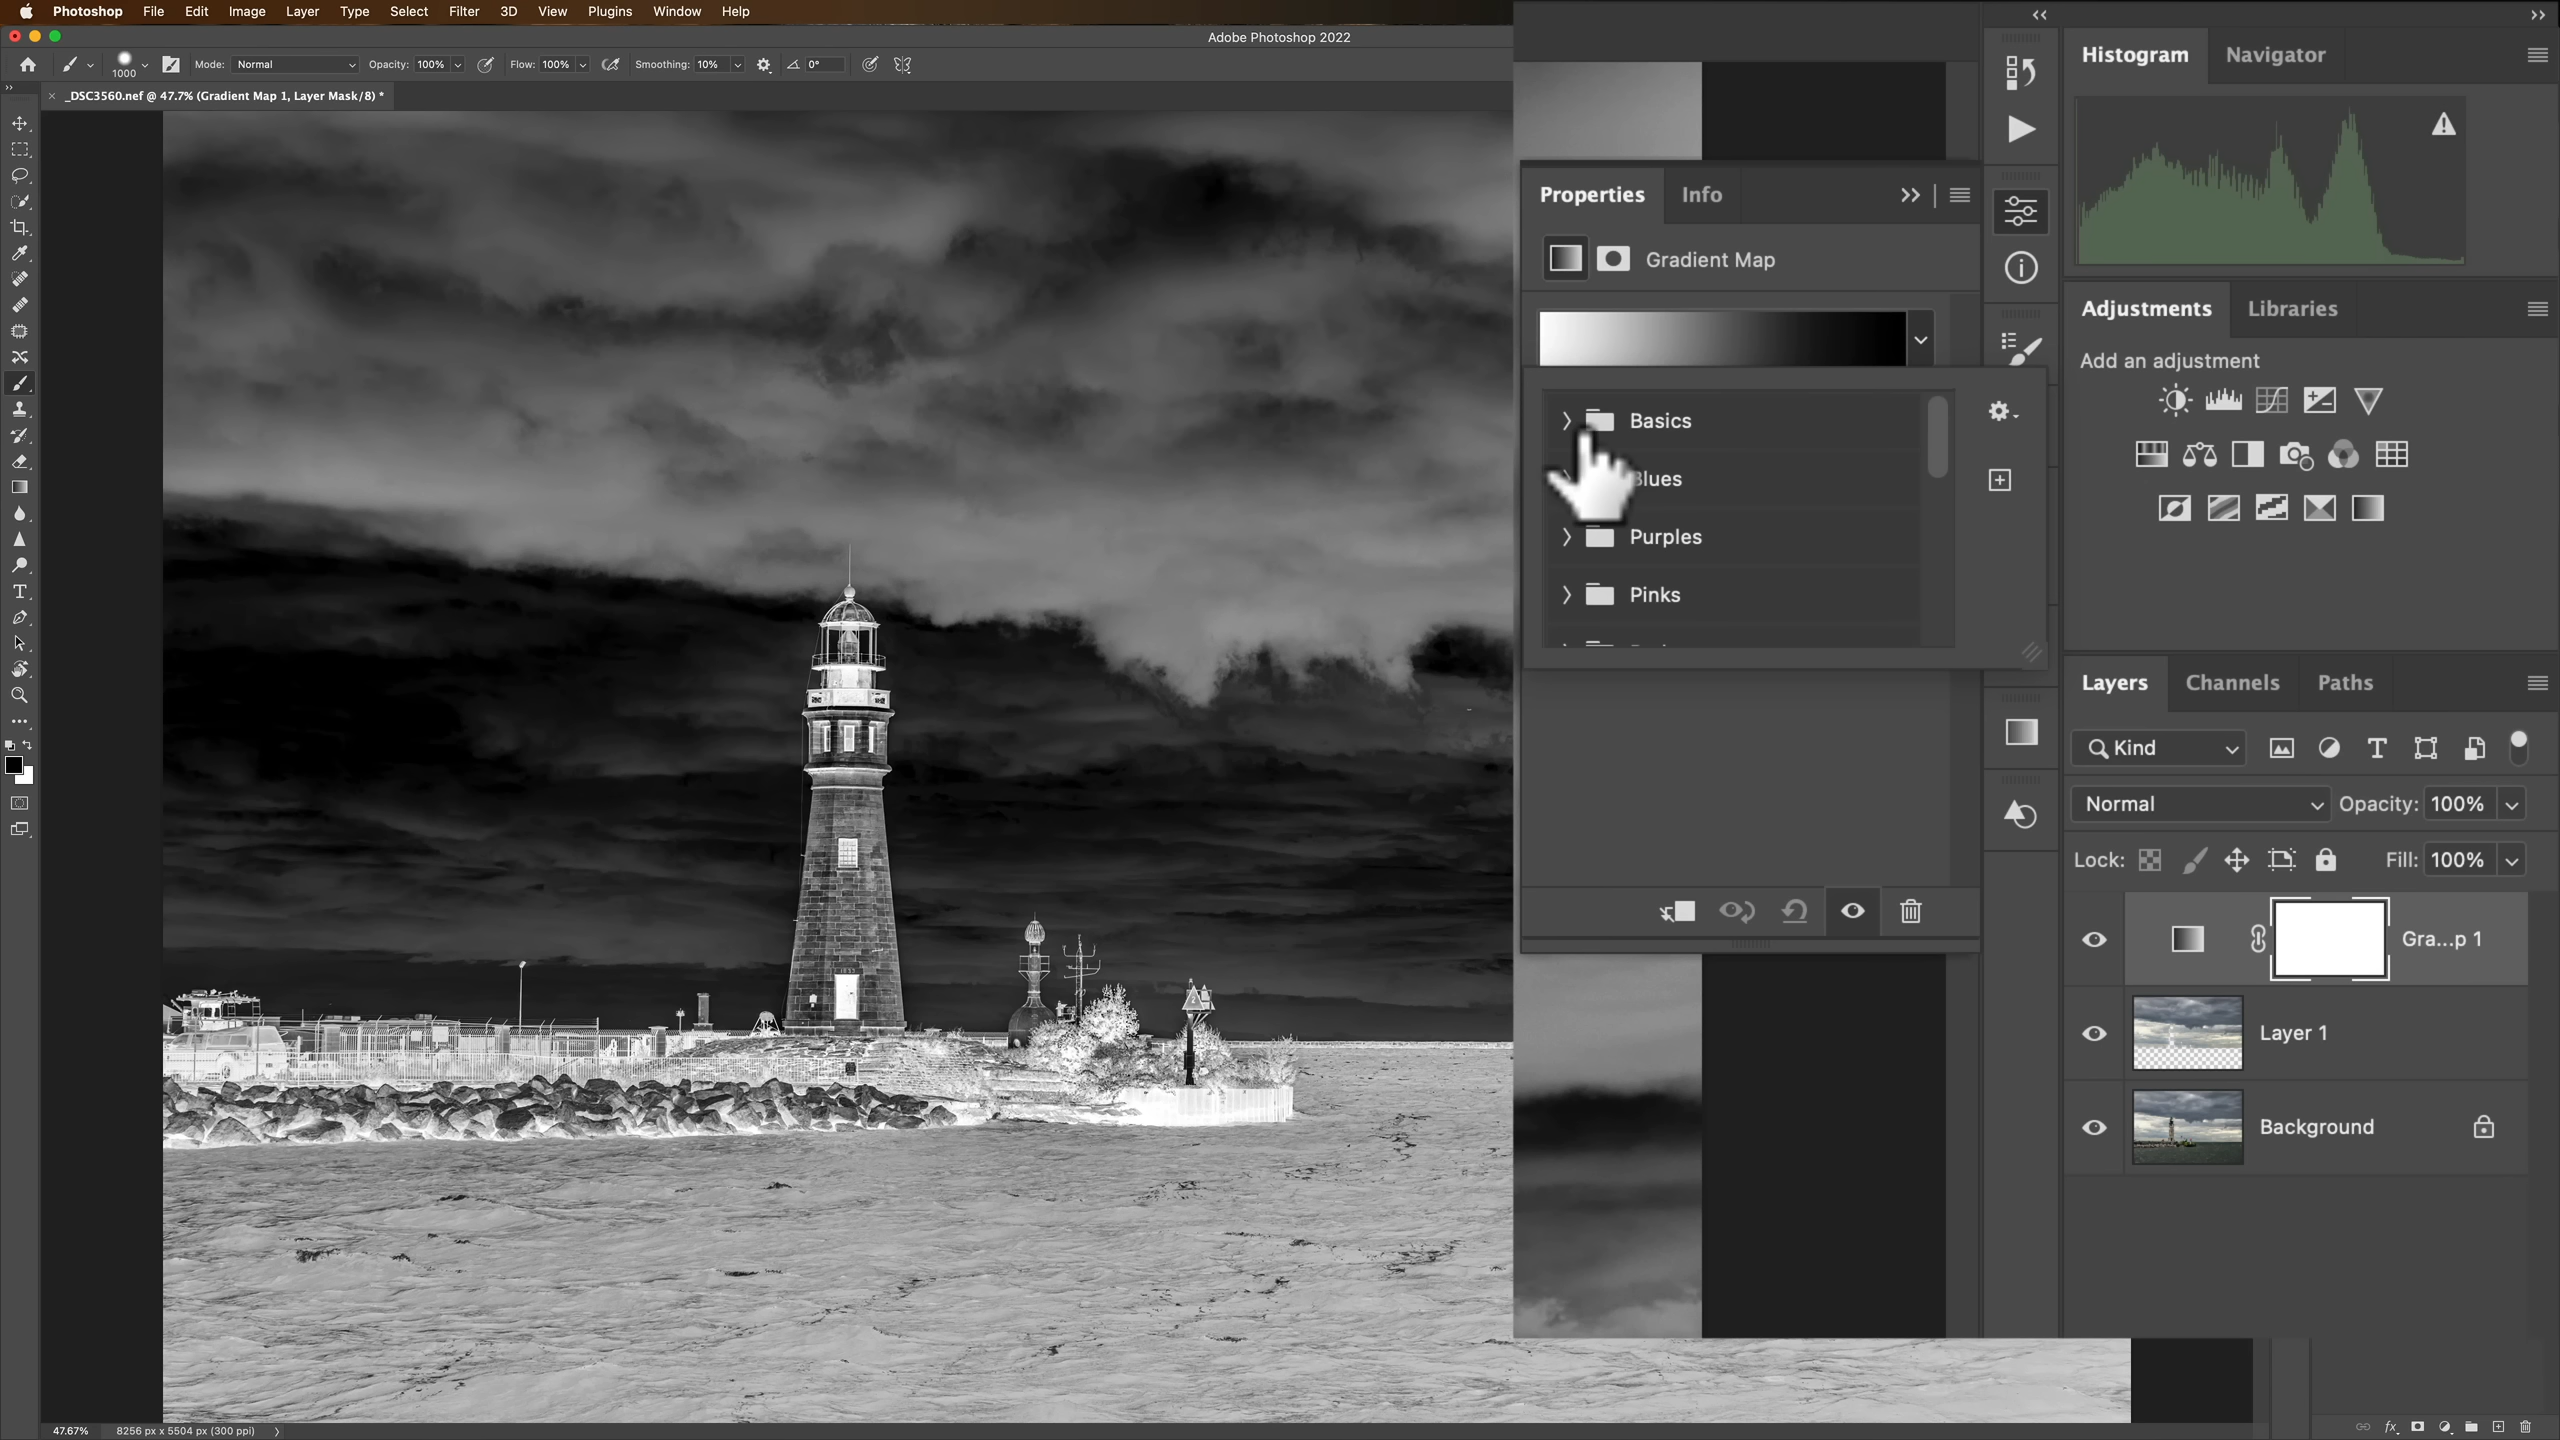 Photoshop File Edit Image Layer Type Select Filter 3D View Plugins Window Help
Adobe Photoshop 2022
1000 Mode: Normal Opacity: 100% Flow: 100% Smoothing: 10% 0°
_DSC3560.nef @ 47.7% (Gradient Map 1, Layer Mask/8) *
Properties Info
Gradient Map
Basics
Blues
Purples
Pinks
Histogram Navigator
Adjustments Libraries
Add an adjustment
Layers Channels Paths
Kind
Normal Opacity: 100%
Lock: Fill: 100%
Gra...p 1
Layer 1
Background
47.67% 8256 px x 5504 px (300 ppi)